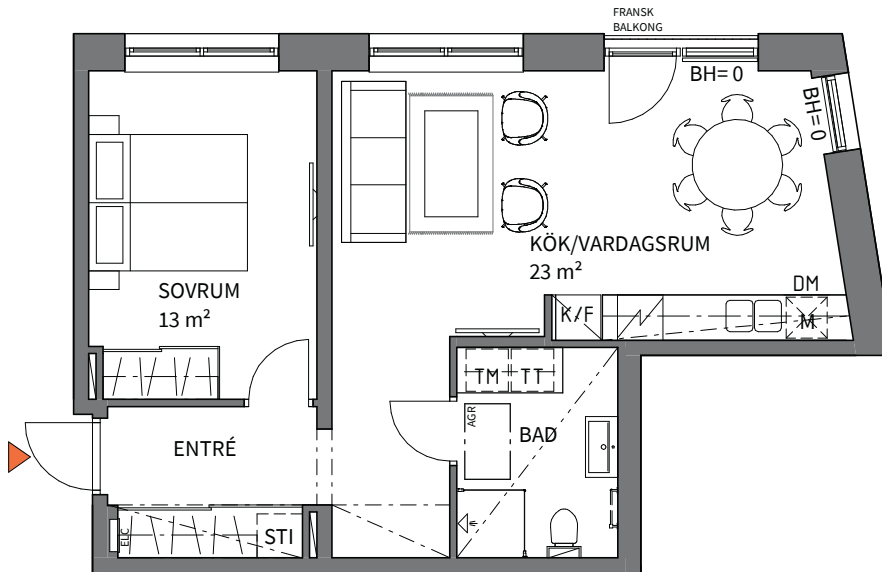 FRANSK
BALKONG
BH= 0
BH=0
KÖK/VARDAGSRUM
23 m²
SOVRUM
13 m²
DM
K/F
M
TM
TT
AGR
BAD
ENTRÉ
ELC
STI